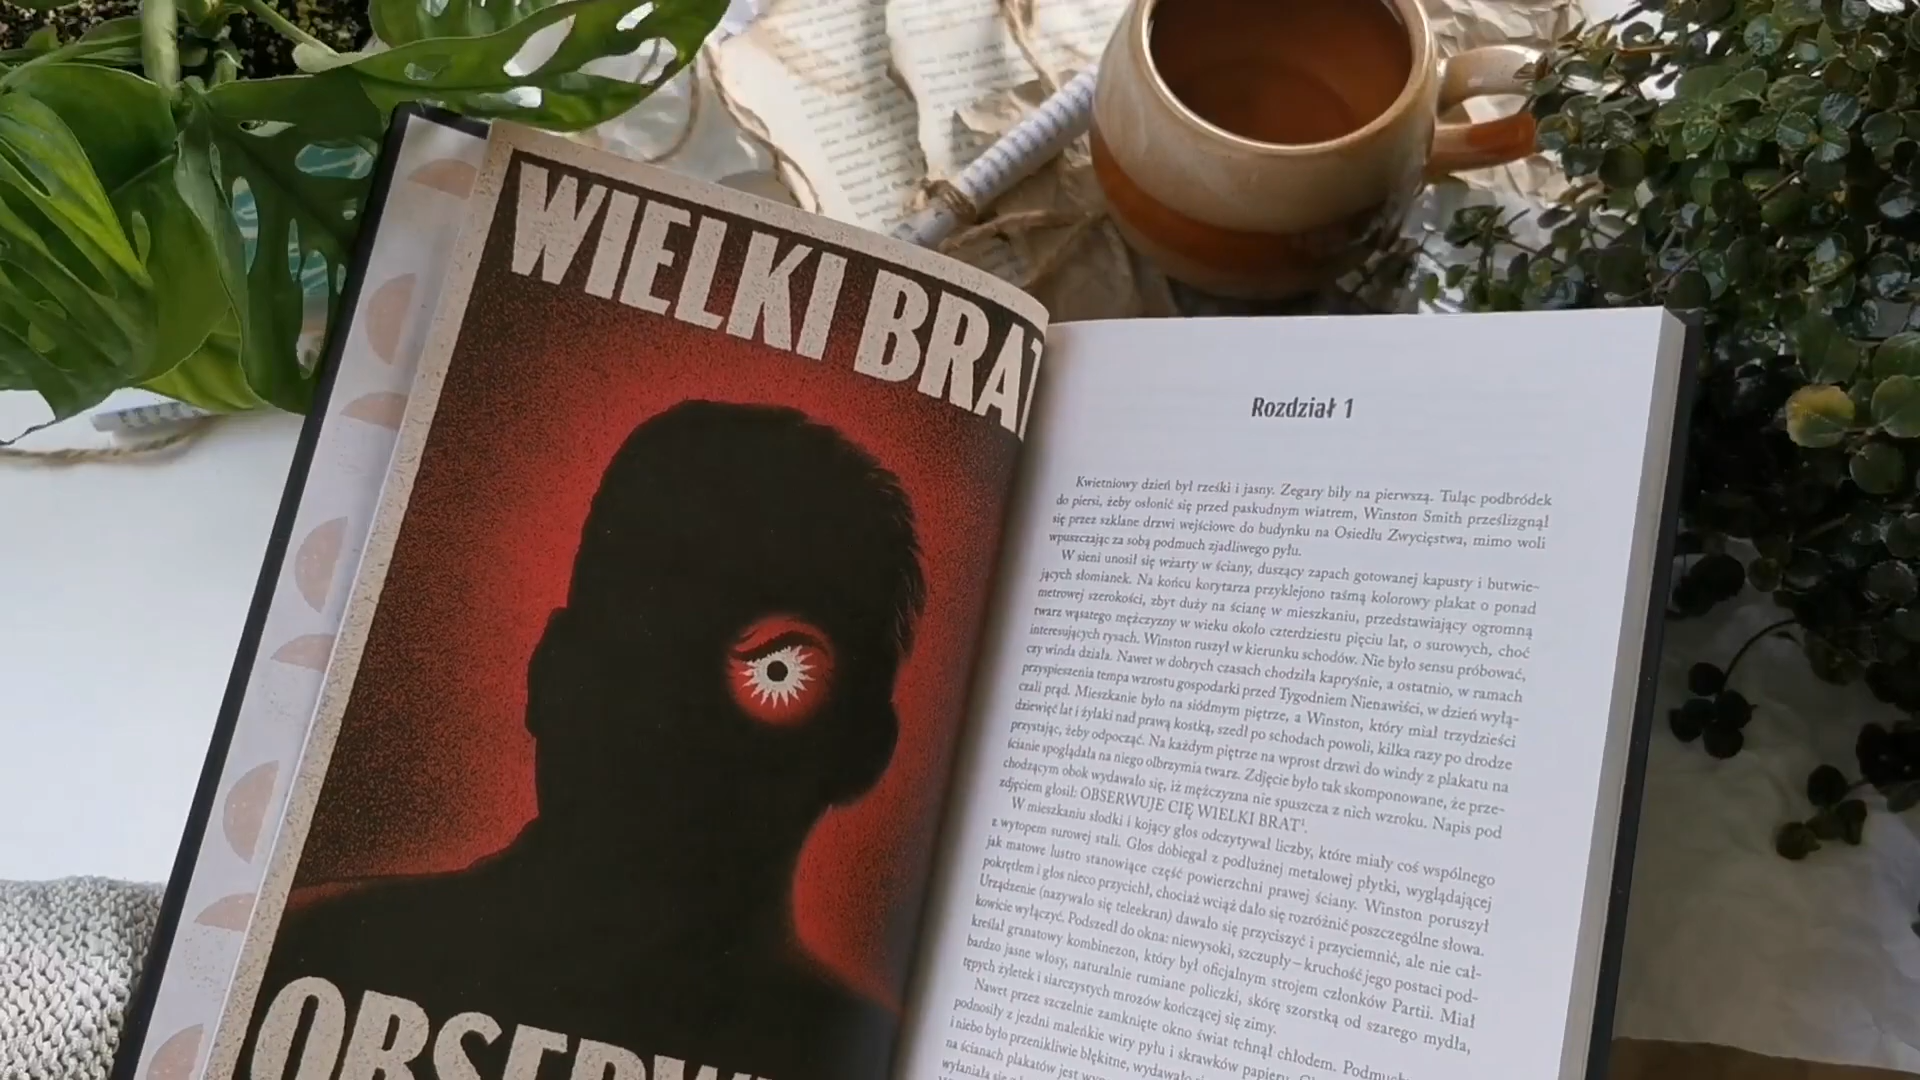 WIELKI BRAT
OBSERW
Rozdział 1
Kwietniowy dzień był rześki i jasny. Zegary biły na pierwszą. Tuląc podbródek
do piersi, żeby osłonić się przed paskudnym wiatrem, Winston Smith prześlizgnął
się przez szklane drzwi wejściowe do budynku na Osiedlu Zwycięstwa, mimo woli
wpuszczając za sobą podmuch zjadliwego pyłu.
W sieni unosił się wżarty w ściany, duszący zapach gotowanej kapusty i butwie-
jących słomianek. Na końcu korytarza przyklejono taśmą kolorowy plakat o ponad
metrowej szerokości, zbyt duży na ścianę w mieszkaniu, przedstawiający ogromną
twarz wąsatego mężczyzny w wieku około czterdziestu pięciu lat, o surowych, choć
interesujących rysach. Winston ruszył w kierunku schodów. Nie było sensu próbować,
czy winda działa. Nawet w dobrych czasach chodziła kapryśnie, a ostatnio, w ramach
przyspieszenia tempa wzrostu gospodarki przed Tygodniem Nienawiści, w dzień wyłą-
czali prąd. Mieszkanie było na siódmym piętrze, a Winston, który miał trzydzieści
dziewięć lat i żylaki nad prawą kostką, szedł po schodach powoli, kilka razy po drodze
przystając, żeby odpocząć. Na każdym piętrze na wprost drzwi do windy z plakatu na
ścianie spoglądała na niego olbrzymia twarz. Zdjęcie było tak skomponowane, że prze-
chodzącym obok wydawało się, iż mężczyzna nie spuszcza z nich wzroku. Napis pod
zdjęciem głosił: OBSERWUJE CIĘ WIELKI BRAT¹.
W mieszkaniu słodki i kojący głos odczytywał liczby, które miały coś wspólnego
z wytopem surowej stali. Głos dobiegał z podłużnej metalowej płytki, wyglądającej
jak matowe lustro stanowiące część powierzchni prawej ściany. Winston poruszył
pokrętłem i głos nieco przycichł, chociaż wciąż dało się rozróżnić poszczególne słowa.
Urządzenie (nazywało się teleekran) dawało się przyciszyć i przyciemnić, ale nie cał-
kowicie wyłączyć. Podszedł do okna: niewysoki, szczupły – kruchość jego postaci pod-
kreślał granatowy kombinezon, który był oficjalnym strojem członków Partii. Miał
bardzo jasne włosy, naturalnie rumiane policzki, skórę szorstką od szarego mydła,
tępych żyletek i siarczystych mrozów kończącej się zimy.
Nawet przez szczelnie zamknięte okno świat tchnął chłodem. Podmuchy
podnosiły z jezdni maleńkie wiry pyłu i skrawków papieru.
i niebo było przenikliwie błękitne, wydawało
na ścianach plakatów jest
wyłaniała się